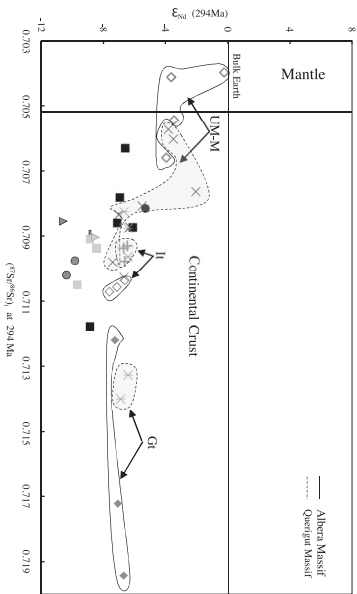 εNd (294Ma)
-12
-8
-4
0
4
8
Bulk Earth
Mantle
UM-M
It
Continental Crust
Gt
Albera Massif
Querigut Massif
0.703
0.705
0.707
0.709
0.711
0.713
0.715
0.717
0.719
(87Sr/86Sr), at 294 Ma